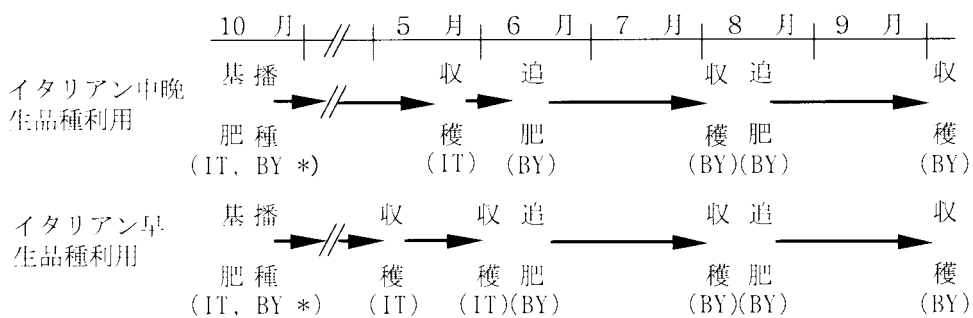 10 月 5 月 6 月 7 月 8 月 9 月
イタリアン中晩
生品種利用
基播 収 追 収追 収
肥種 穫 肥 穫肥 穫
(IT, BY *) (IT) (BY) (BY)(BY) (BY)
イタリアン早
生品種利用
基播 収 収 追 収追 収
肥種 穫 穫 肥 穫肥 穫
(IT, BY *) (IT) (IT)(BY) (BY)(BY) (BY)